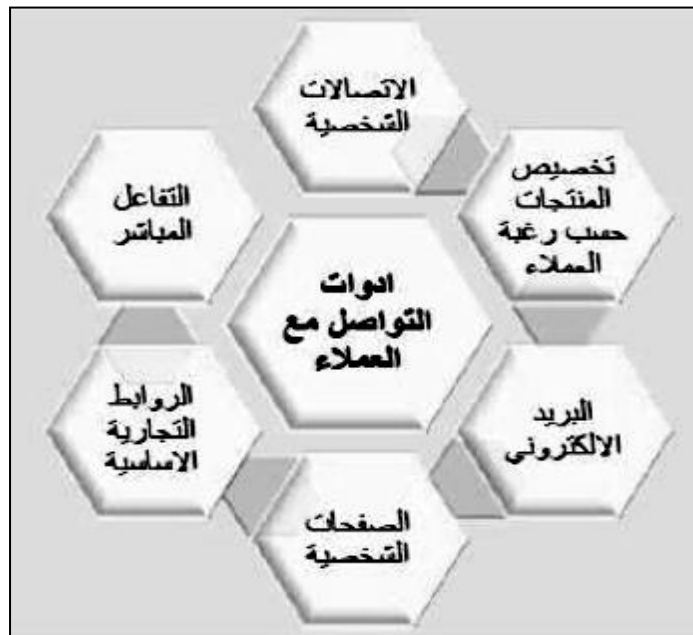 الاتصالات
الشخصية
تخصيص
المنتجات
حسب رغبة
العملاء
التفاعل
المباشر
ادوات
التواصل مع
العملاء
الروابط
التجارية
الاساسية
البريد
الالكتروني
الصفحات
الشخصية